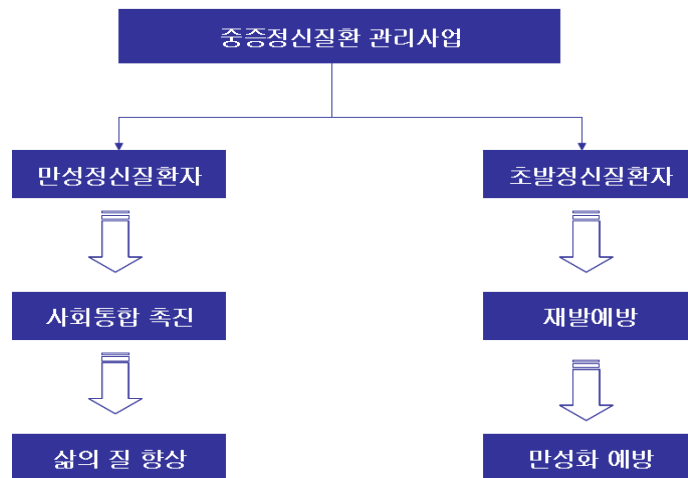 중증정신질환 관리사업
만성정신질환자
초발정신질환자
사회통합 촉진
재발예방
삶의 질 향상
만성화 예방